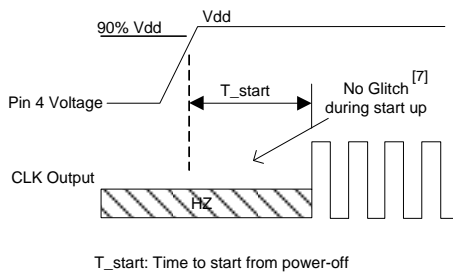 Vdd
90% Vdd
T_start
No Glitch [7]
during start up
Pin 4 Voltage
CLK Output
HZ
T_start: Time to start from power-off